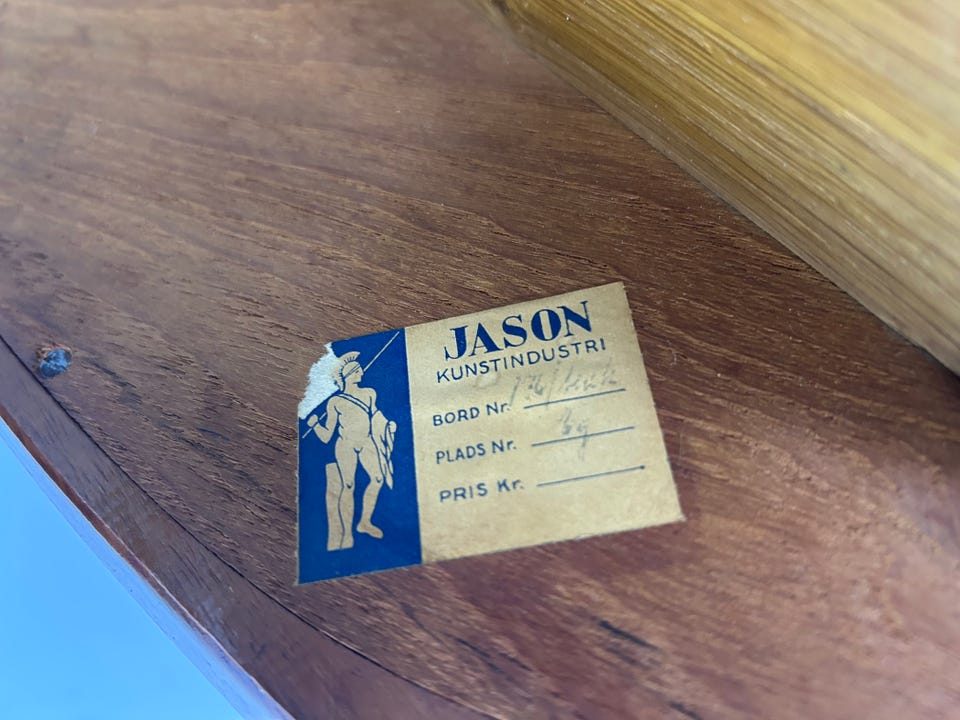 JASON
KUNSTINDUSTRI
BORD Nr.
PLADS Nr.
PRIS Kr.